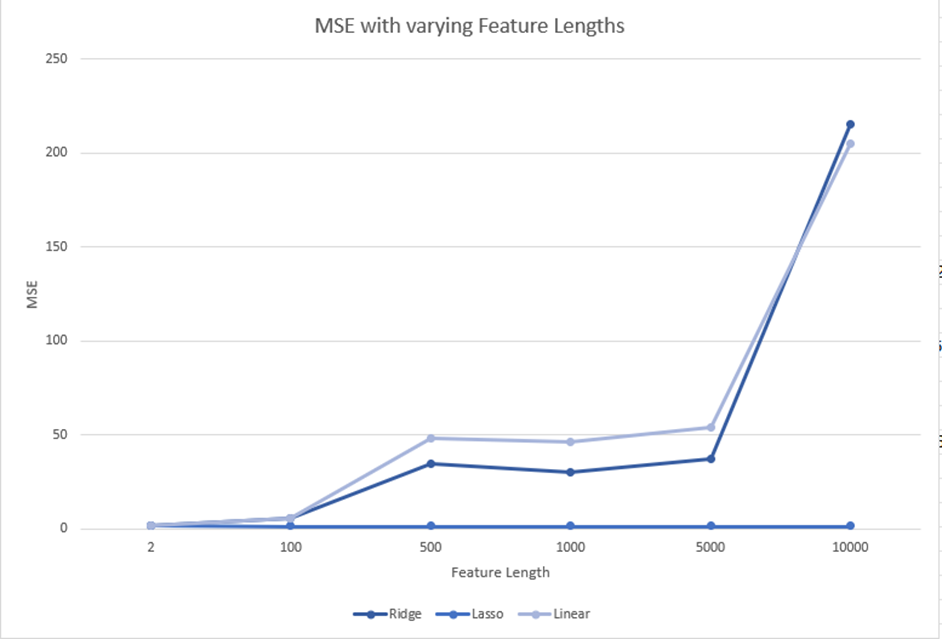 MSE with varying Feature Lengths
250
200
150
100
50
0
MSE
2 100 500 1000 5000 10000
Feature Length
Ridge Lasso Linear